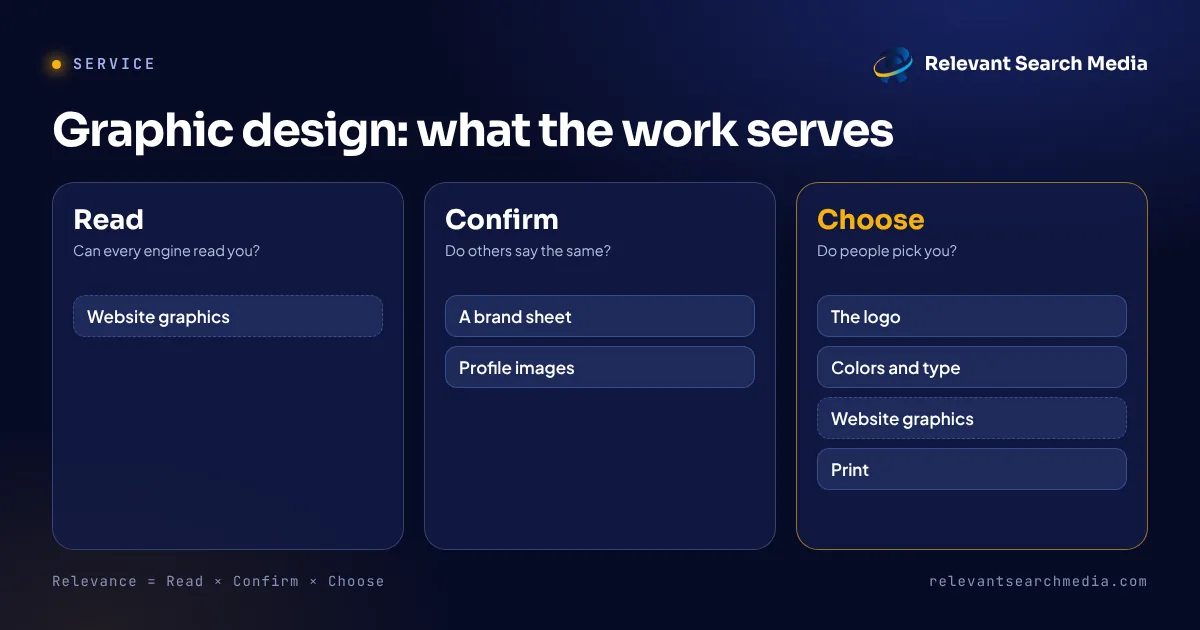 SERVICE
Relevant Search Media
Graphic design: what the work serves
Read
Can every engine read you?
Website graphics
Confirm
Do others say the same?
A brand sheet
Profile images
Choose
Do people pick you?
The logo
Colors and type
Website graphics
Print
Relevance = Read × Confirm × Choose
relevantsearchmedia.com